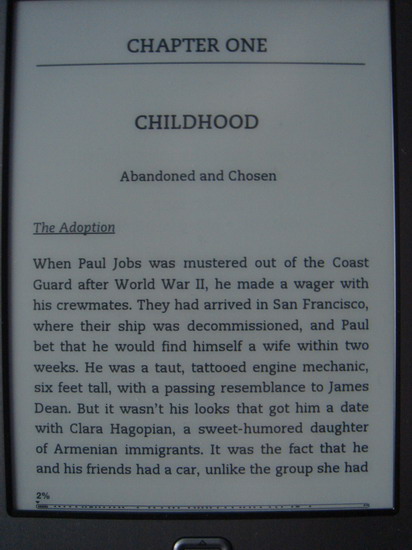 CHAPTER ONE
CHILDHOOD
Abandoned and Chosen
The Adoption
When Paul Jobs was mustered out of the Coast
Guard after World War II, he made a wager with
his crewmates. They had arrived in San Francisco,
where their ship was decommissioned, and Paul
bet that he would find himself a wife within two
weeks. He was a taut, tattooed engine mechanic,
six feet tall, with a passing resemblance to James
Dean. But it wasn't his looks that got him a date
with Clara Hagopian, a sweet-humored daughter
of Armenian immigrants. It was the fact that he
and his friends had a car, unlike the group she had
2%